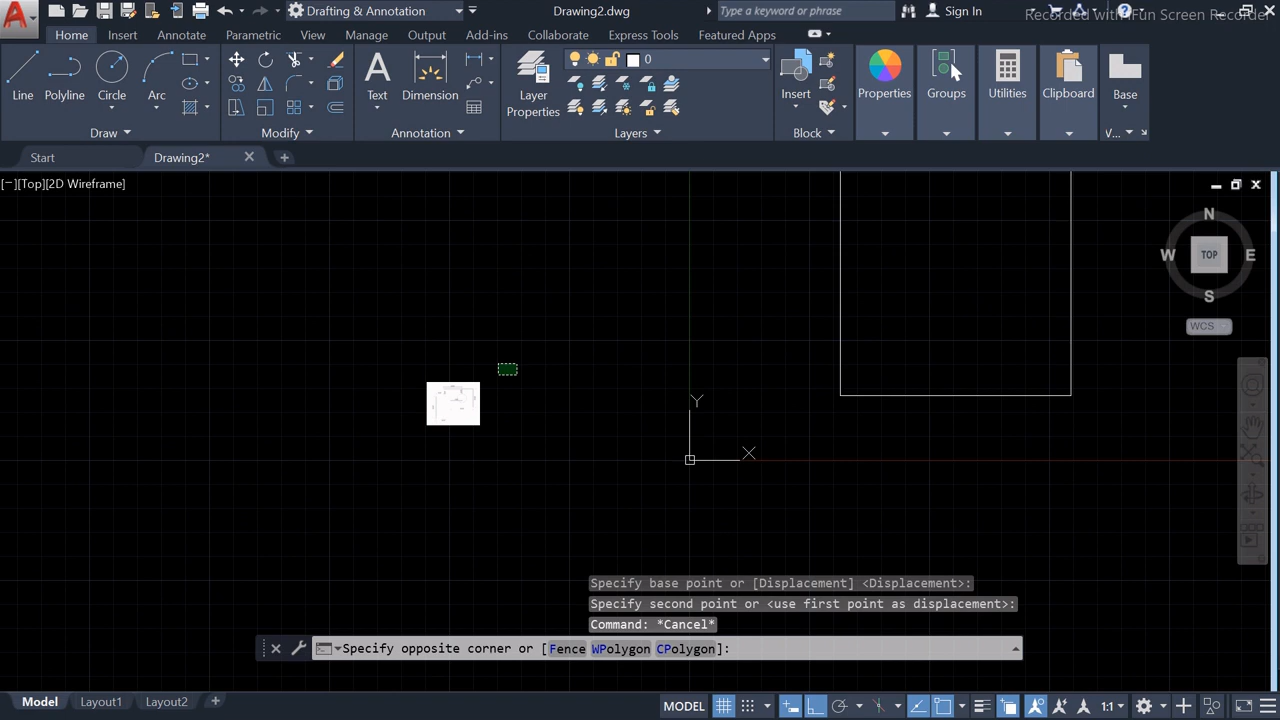 Drafting & Annotation
Drawing2.dwg
Type a keyword or phrase
Sign In
Recorded with iFun Screen Recorder
Home Insert Annotate Parametric View Manage Output Add-ins Collaborate Express Tools Featured Apps
0
Line Polyline Circle Arc
Text Dimension
Layer
Properties
Insert
Properties Groups Utilities Clipboard Base
Draw Modify Annotation Layers Block V...
Start Drawing2*
[−][Top][2D Wireframe]
N
W TOP E
S
WCS
Y
X
Specify base point or [Displacement] <Displacement>:
Specify second point or <use first point as displacement>:
Command: *Cancel*
Specify opposite corner or [Fence WPolygon CPolygon]:
Model Layout1 Layout2
MODEL
1:1